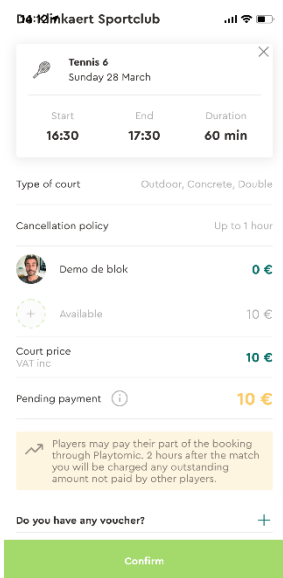 De Klinkaert Sportclub
Tennis 6
Sunday 28 March
Start End Duration
16:30 17:30 60 min
Type of court Outdoor, Concrete, Double
Cancellation policy Up to 1 hour
Demo de blok 0 €
+ Available 10 €
Court price 10 €
VAT inc
Pending payment i 10 €
Players may pay their part of the booking
through Playtomic. 2 hours after the match
you will be charged any outstanding
amount not paid by other players.
Do you have any voucher? +
Confirm